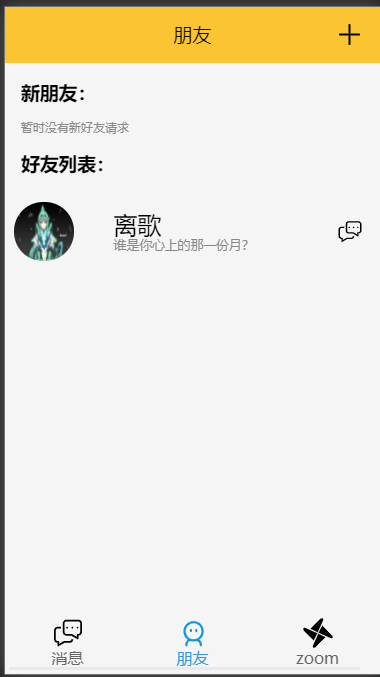 朋友
新朋友：
暂时没有新好友请求
好友列表：
离歌
谁是你心上的那一份月？
消息
朋友
zoom